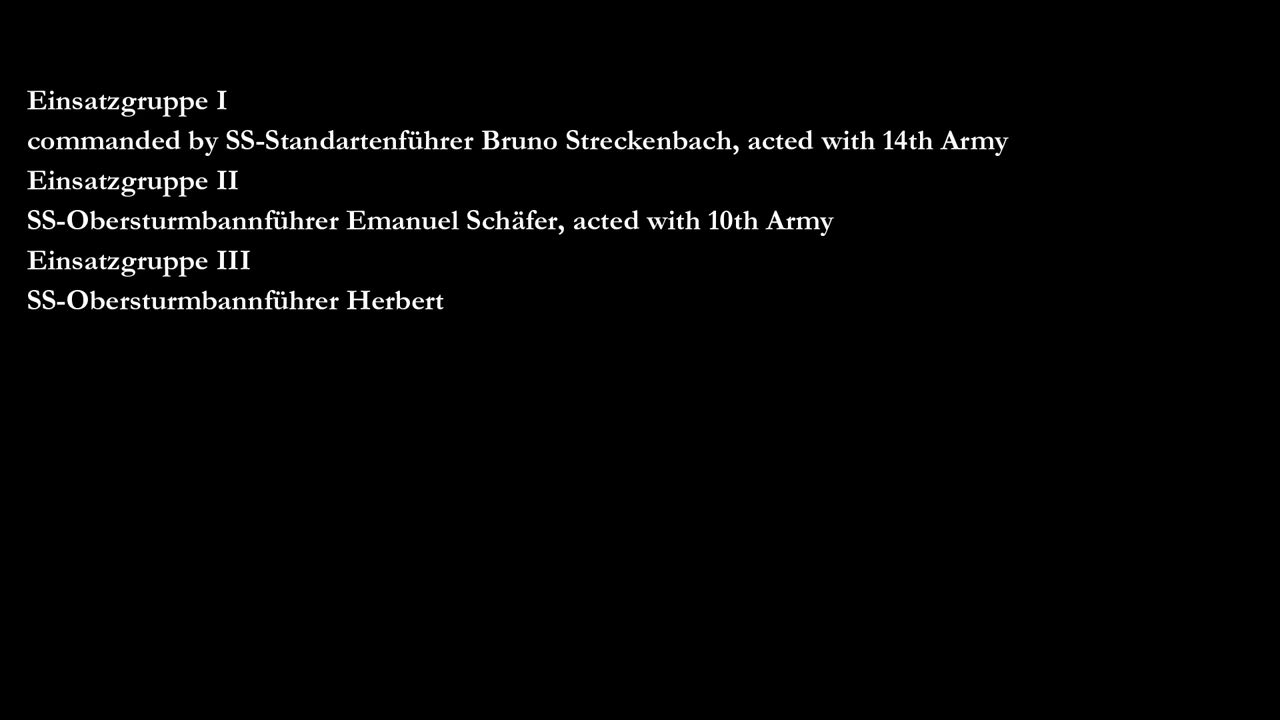 Einsatzgruppe I
commanded by SS-Standartenführer Bruno Streckenbach, acted with 14th Army
Einsatzgruppe II
SS-Obersturmbannführer Emanuel Schäfer, acted with 10th Army
Einsatzgruppe III
SS-Obersturmbannführer Herbert